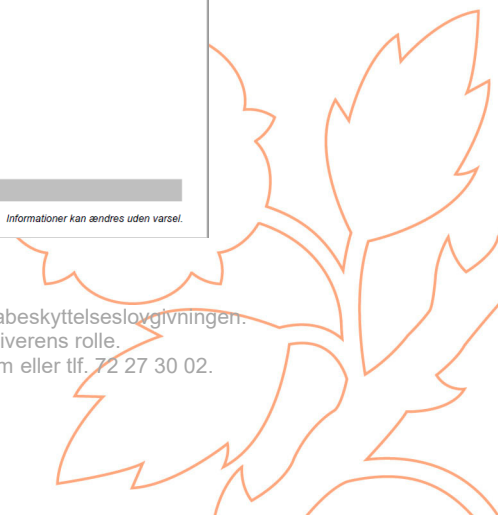 Informationer kan ændres uden varsel.
abeskyttelseslovgivningen.
iverens rolle.
m eller tlf. 72 27 30 02.